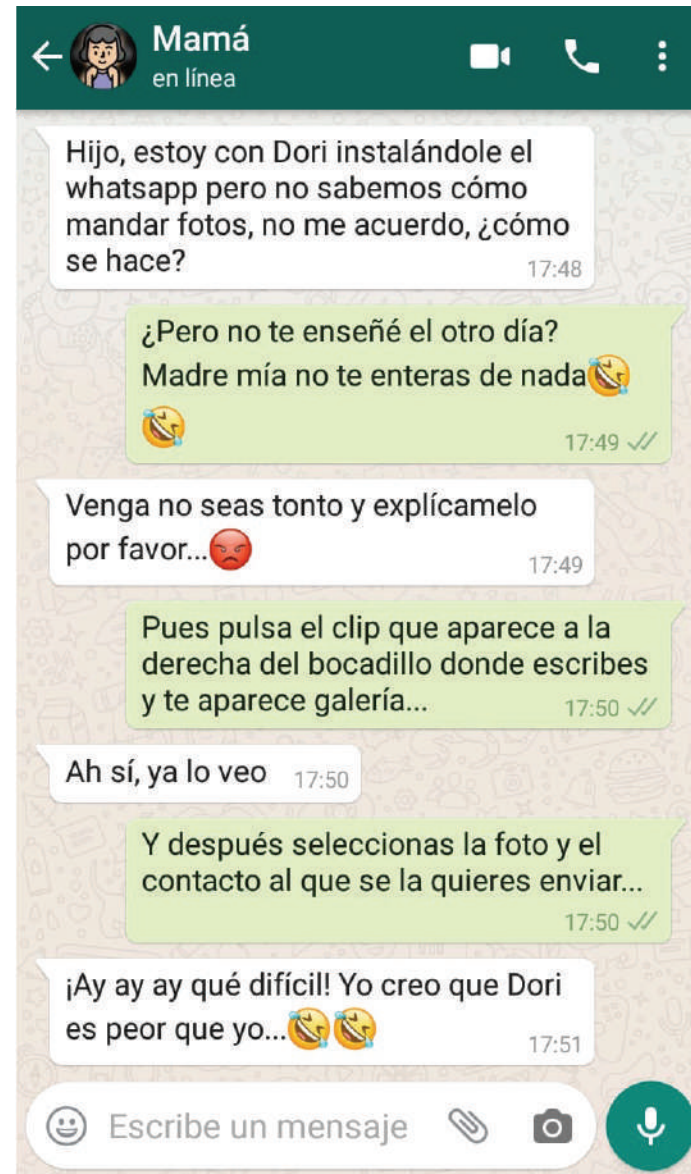 Mamá
en línea
Hijo, estoy con Dori instalándole el
whatsapp pero no sabemos cómo
mandar fotos, no me acuerdo, ¿cómo
se hace?
17:48
¿Pero no te enseñé el otro día?
Madre mía no te enteras de nada🤣
🤣
17:49
Venga no seas tonto y explícamelo
por favor...😡
17:49
Pues pulsa el clip que aparece a la
derecha del bocadillo donde escribes
y te aparece galería...
17:50
Ah sí, ya lo veo 17:50
Y después seleccionas la foto y el
contacto al que se la quieres enviar...
17:50
¡Ay ay ay qué difícil! Yo creo que Dori
es peor que yo...🤣🤣
17:51
Escribe un mensaje